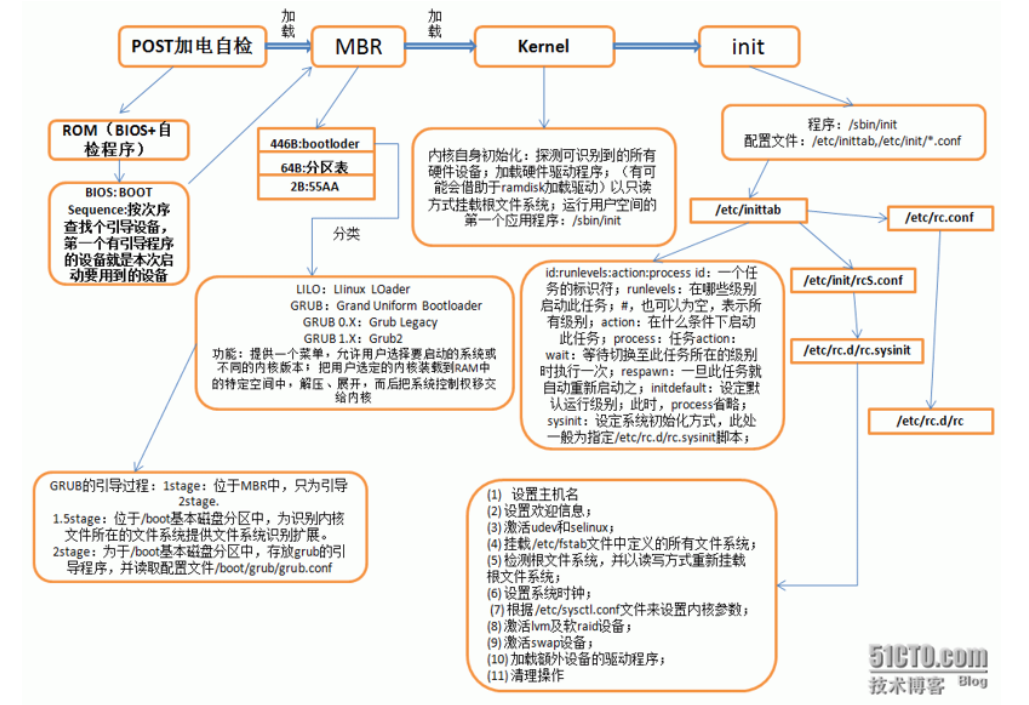 加
载
加
载
POST加电自检
MBR
Kernel
init
ROM（BIOS+自
检程序）
446B:bootloder
64B:分区表
2B:55AA
内核自身初始化：探测可识别到的所有
硬件设备；加载硬件驱动程序；（有可
能会借助于ramdisk加载驱动）以只读
方式挂载根文件系统；运行用户空间的
第一个应用程序：/sbin/init
程序：/sbin/init
配置文件：/etc/inittab,/etc/init/*.conf
BIOS:BOOT
Sequence:按次序
查找个引导设备，
第一个有引导程序
的设备就是本次启
动要用到的设备
分类
/etc/inittab
/etc/rc.conf
/etc/init/rcS.conf
/etc/rc.d/rc.sysinit
/etc/rc.d/rc
LILO：LIinux LOader
GRUB：Grand Uniform Bootloader
GRUB 0.X：Grub Legacy
GRUB 1.X：Grub2
功能：提供一个菜单，允许用户选择要启动的系统或
不同的内核版本；把用户选定的内核装载到RAM中
的特定空间中，解压、展开，而后把系统控制权移交
给内核
id:runlevels:action:process id：一个任
务的标识符；runlevels：在哪些级别
启动此任务；#，也可以为空，表示所
有级别；action：在什么条件下启动
此任务；process：任务action：
wait：等待切换至此任务所在的级别
时执行一次；respawn：一旦此任务就
自动重新启动之；initdefault：设定默
认运行级别；此时，process省略；
sysinit：设定系统初始化方式，此处
一般为指定/etc/rc.d/rc.sysinit脚本；
GRUB的引导过程：1stage：位于MBR中，只为引导
2stage.
1.5stage：位于/boot基本磁盘分区中，为识别内核
文件所在的文件系统提供文件系统识别扩展。
2stage：为于/boot基本磁盘分区中，存放grub的引
导程序，并读取配置文件/boot/grub/grub.conf
(1) 设置主机名
(2) 设置欢迎信息；
(3) 激活udev和selinux；
(4) 挂载/etc/fstab文件中定义的所有文件系统；
(5) 检测根文件系统，并以读写方式重新挂载
根文件系统；
(6) 设置系统时钟；
(7) 根据/etc/sysctl.conf文件来设置内核参数；
(8) 激活lvm及软raid设备；
(9) 激活swap设备；
(10) 加载额外设备的驱动程序；
(11) 清理操作
51CTO.com
技术博客 Blog